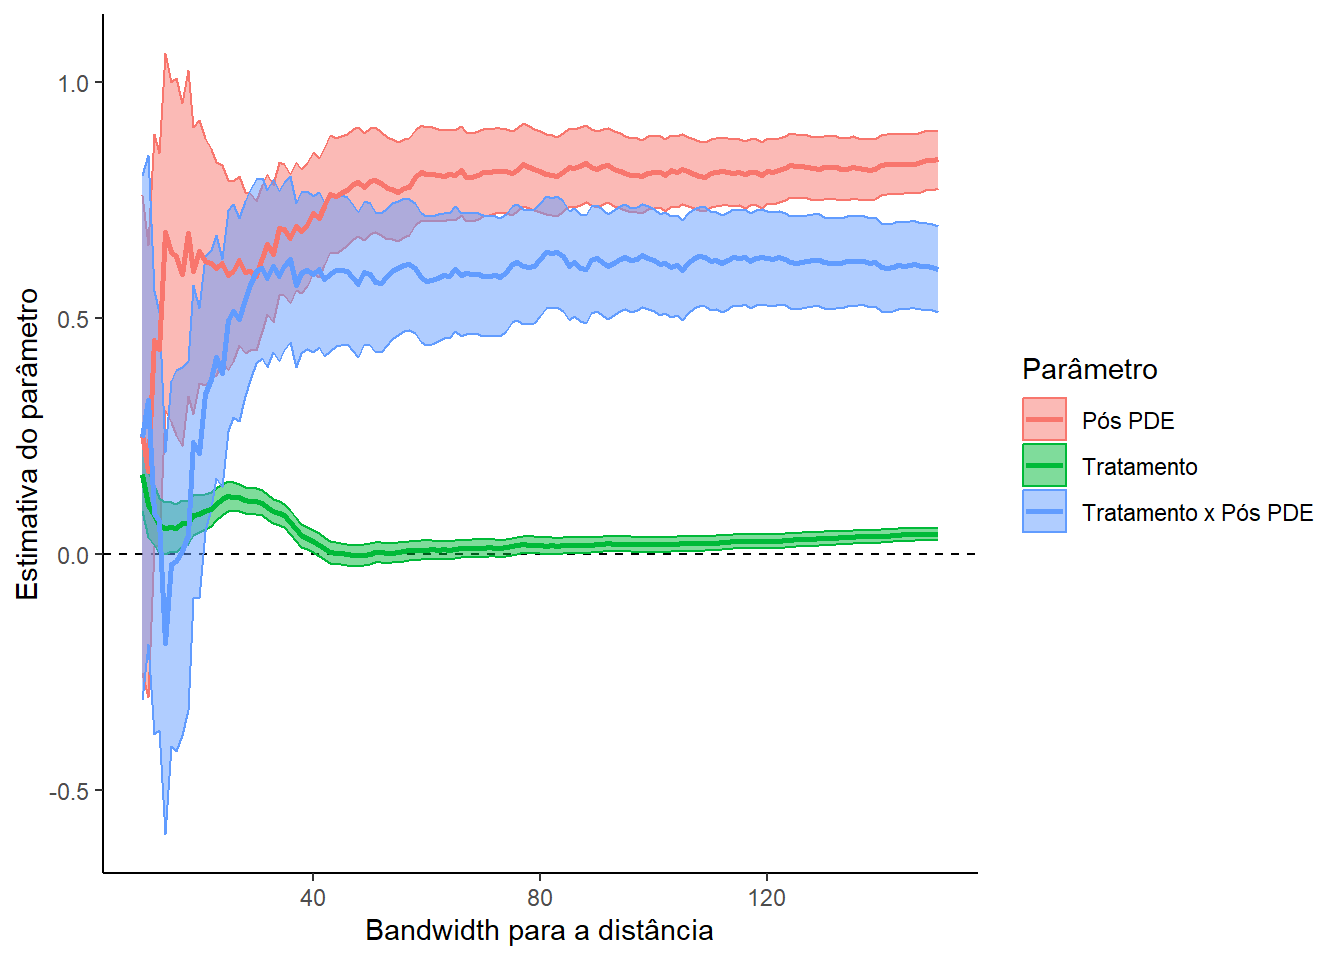 1.0
0.5
0.0
-0.5
Estimativa do parâmetro
40
80
120
Bandwidth para a distância
Parâmetro
Pós PDE
Tratamento
Tratamento x Pós PDE